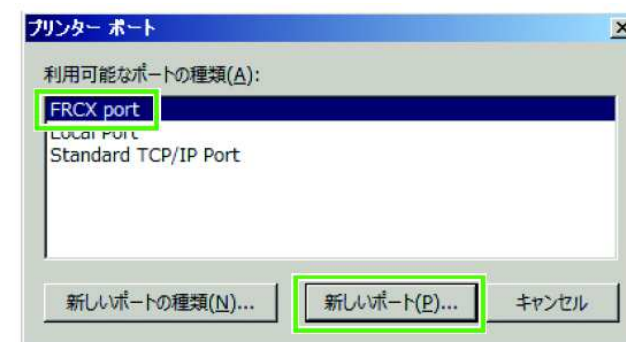 プリンター ポート
利用可能なポートの種類(A):
FRCX port
Local Port
Standard TCP/IP Port
新しいポートの種類(N)...
新しいポート(P)...
キャンセル